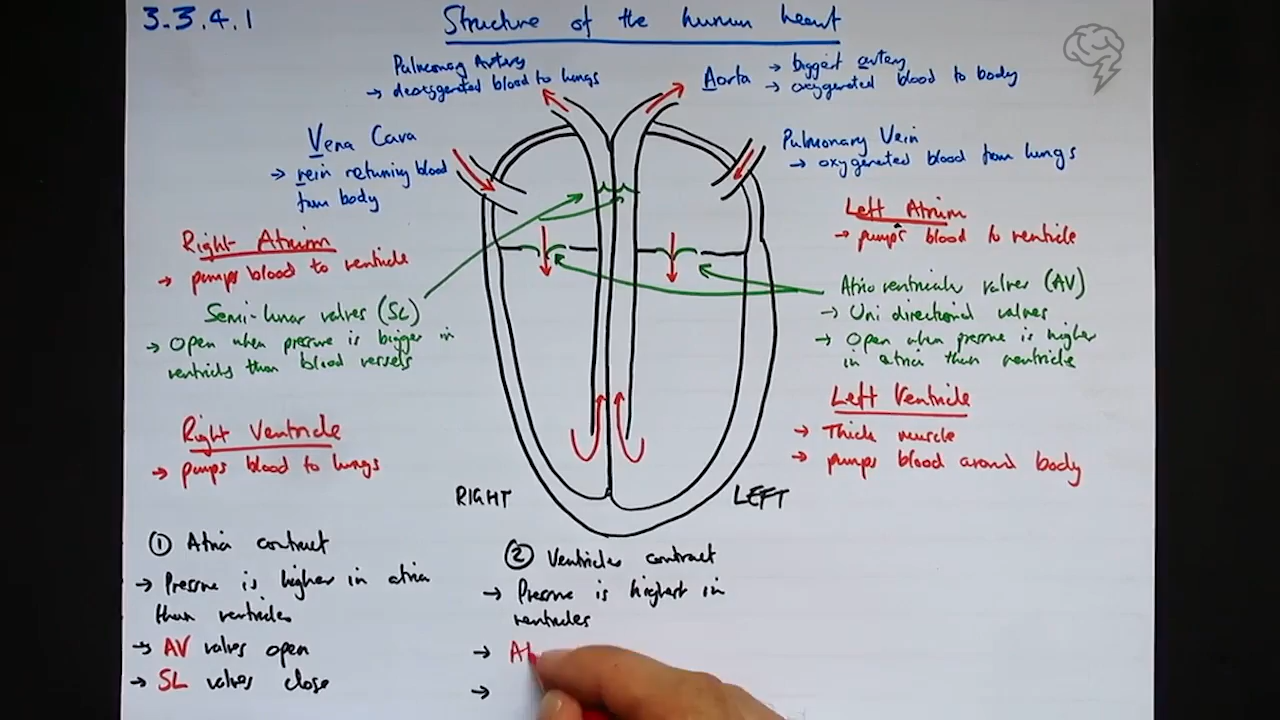 3.3.4.1
Structure of the human heart
Pulmonary Artery
→ deoxygenated blood to lungs
Aorta → biggest artery
→ oxygenated blood to body
Vena Cava
→ vein returning blood
from body
Pulmonary Vein
→ oxygenated blood from lungs
Right Atrium
→ pumps blood to ventricle
Left Atrium
→ pumps blood to ventricle
Semi-lunar valves (SL)
→ Open when pressure is bigger in
ventricles than blood vessels
Atrioventricular valves (AV)
→ Uni directional valves
→ Open when pressure is higher
in atria than ventricle
Right Ventricle
→ pumps blood to lungs
Left Ventricle
→ Thick muscle
→ pumps blood around body
RIGHT
LEFT
① Atria contract
→ Pressure is higher in atria
than ventricles
→ AV valves open
→ SL valves close
② Ventricles contract
→ Pressure is highest in
ventricles
→ A
→